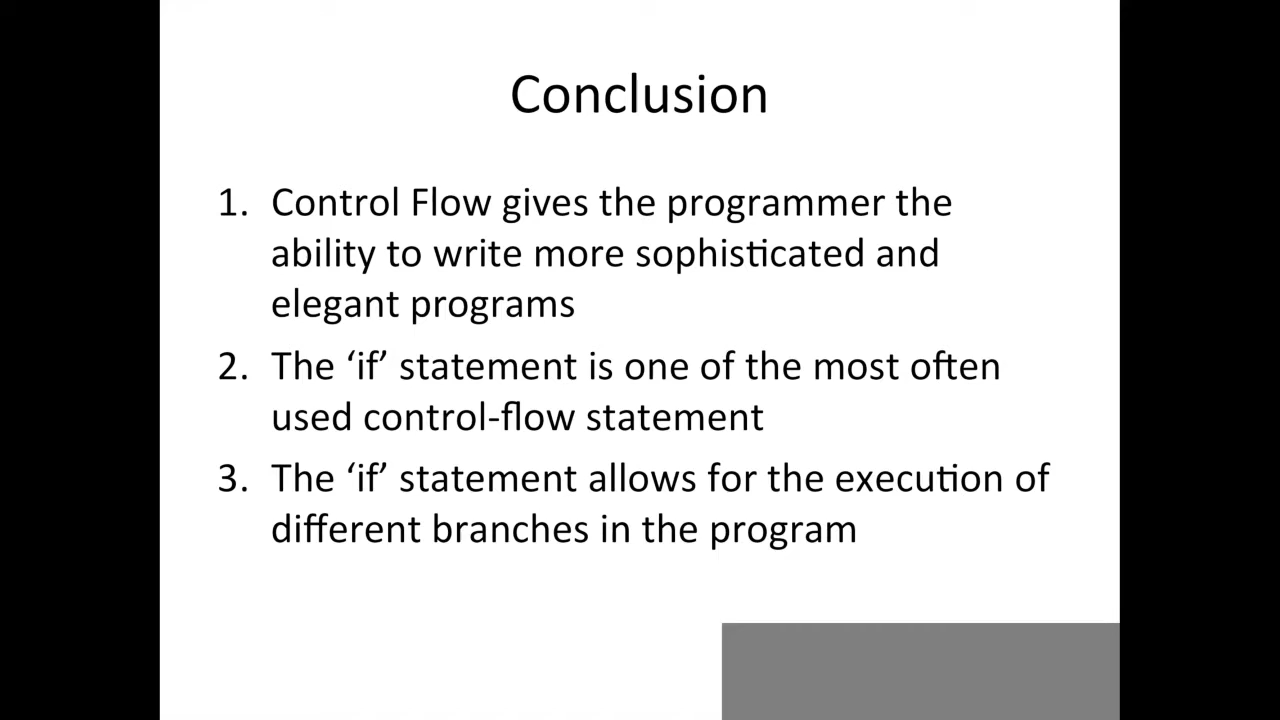 Conclusion
1. Control Flow gives the programmer the
ability to write more sophisticated and
elegant programs
2. The ‘if’ statement is one of the most often
used control-flow statement
3. The ‘if’ statement allows for the execution of
different branches in the program